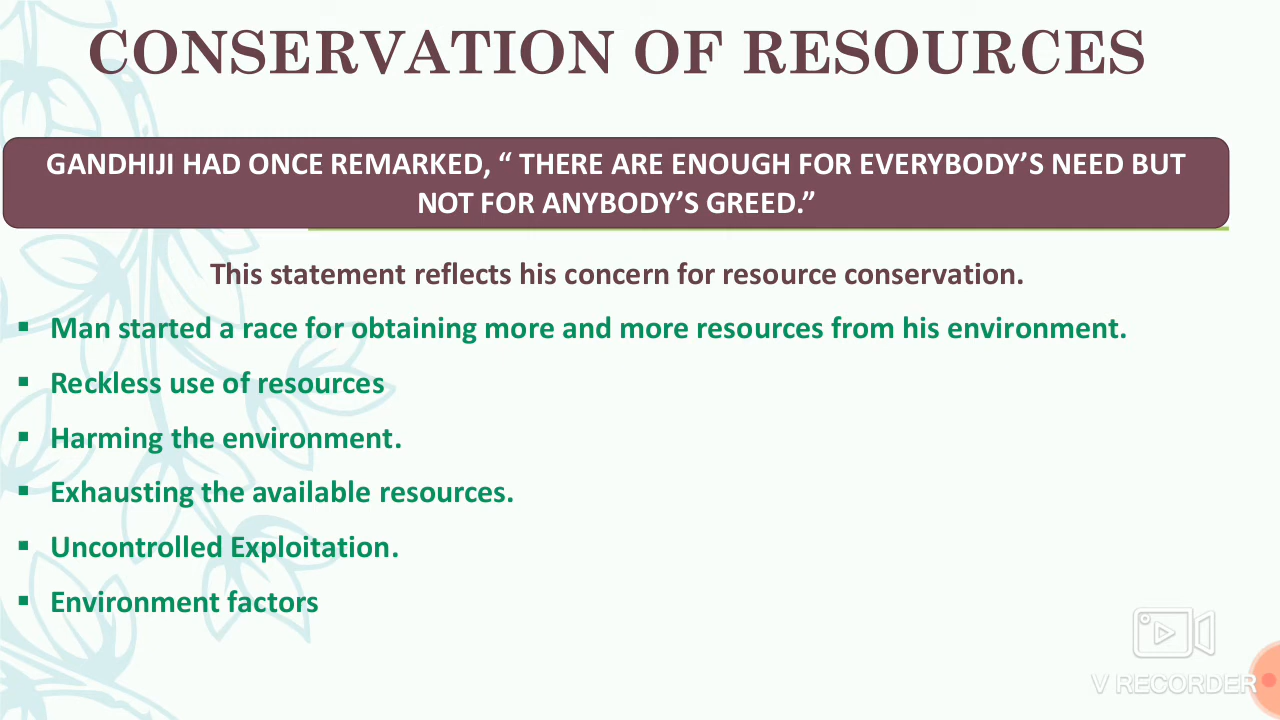 CONSERVATION OF RESOURCES
GANDHIJI HAD ONCE REMARKED, “ THERE ARE ENOUGH FOR EVERYBODY’S NEED BUT
NOT FOR ANYBODY’S GREED.”
This statement reflects his concern for resource conservation.
▪ Man started a race for obtaining more and more resources from his environment.
▪ Reckless use of resources
▪ Harming the environment.
▪ Exhausting the available resources.
▪ Uncontrolled Exploitation.
▪ Environment factors
V RECORDER